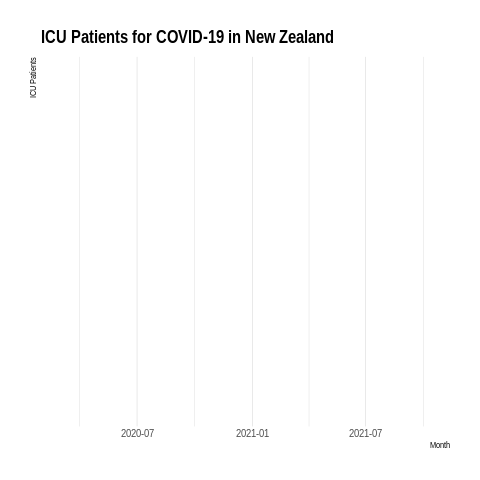 ICU Patients for COVID-19 in New Zealand
ICU Patients
2020-07
2021-01
2021-07
Month